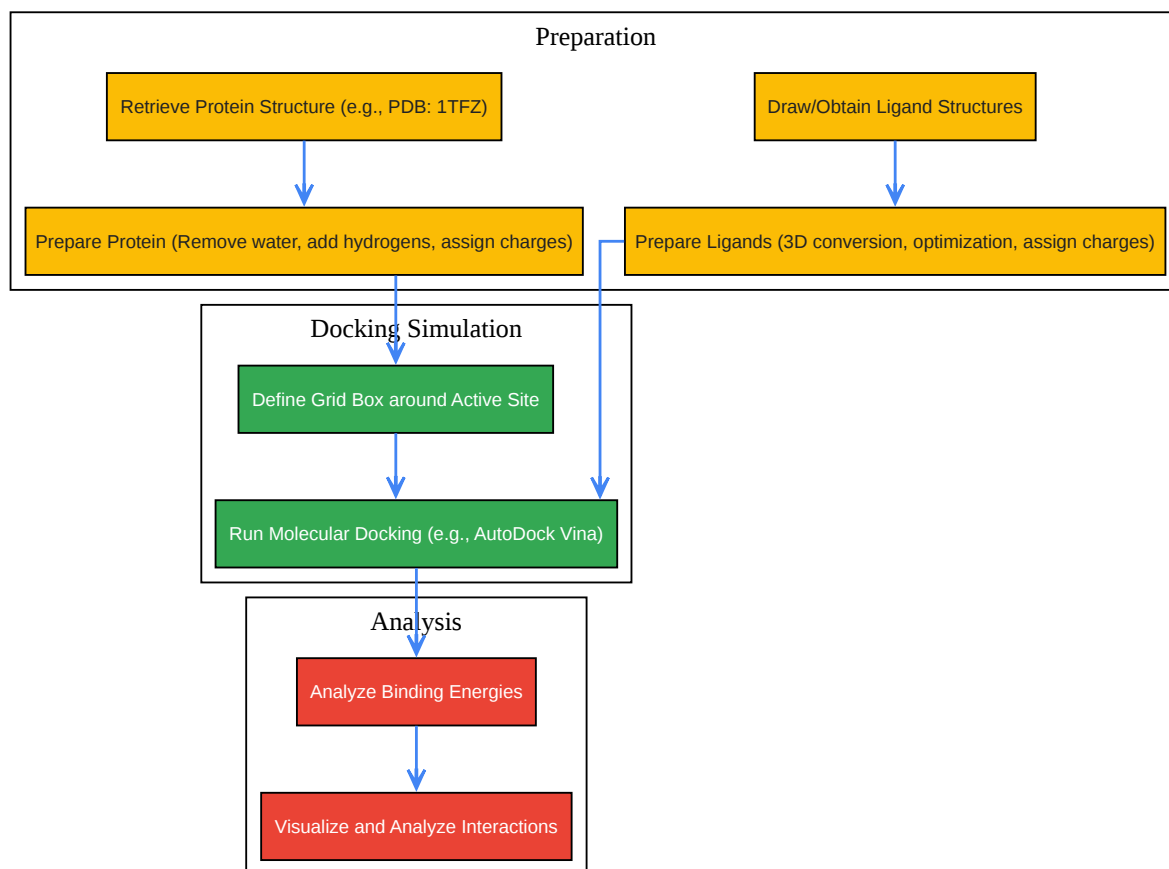 Preparation
Retrieve Protein Structure (e.g., PDB: 1TFZ)
Draw/Obtain Ligand Structures
Prepare Protein (Remove water, add hydrogens, assign charges)
Prepare Ligands (3D conversion, optimization, assign charges)
Docking Simulation
Define Grid Box around Active Site
Run Molecular Docking (e.g., AutoDock Vina)
Analysis
Analyze Binding Energies
Visualize and Analyze Interactions